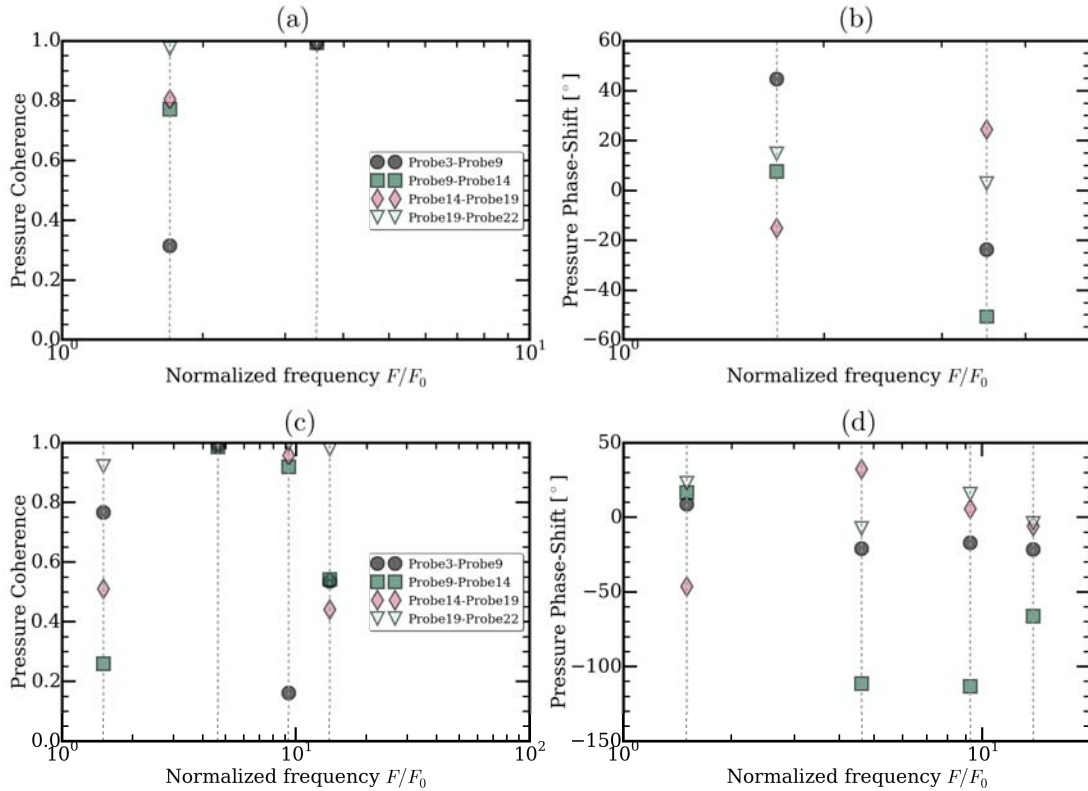 (a)
1.0
0.8
0.6
0.4
0.2
0.0
Pressure Coherence
Probe3-Probe9
Probe9-Probe14
Probe14-Probe19
Probe19-Probe22
10^0
10^1
Normalized frequency F/F_0
(b)
60
40
20
0
−20
−40
−60
Pressure Phase-Shift [°]
10^0
Normalized frequency F/F_0
(c)
1.0
0.8
0.6
0.4
0.2
0.0
Pressure Coherence
Probe3-Probe9
Probe9-Probe14
Probe14-Probe19
Probe19-Probe22
10^0
10^1
10^2
Normalized frequency F/F_0
(d)
50
0
−50
−100
−150
Pressure Phase-Shift [°]
10^0
10^1
Normalized frequency F/F_0